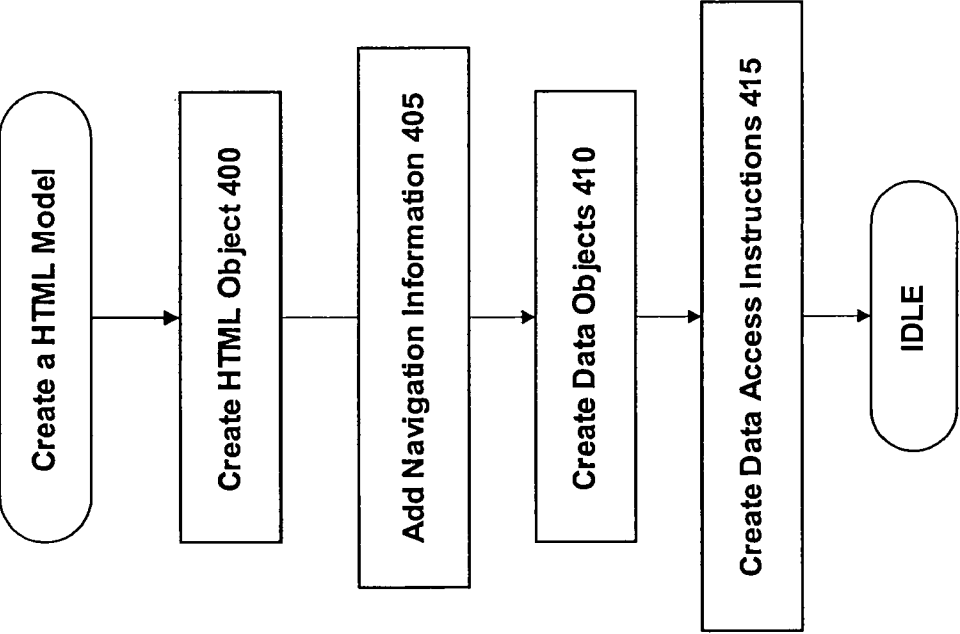 Create a HTML Model
Create HTML Object 400
Add Navigation Information 405
Create Data Objects 410
Create Data Access Instructions 415
IDLE